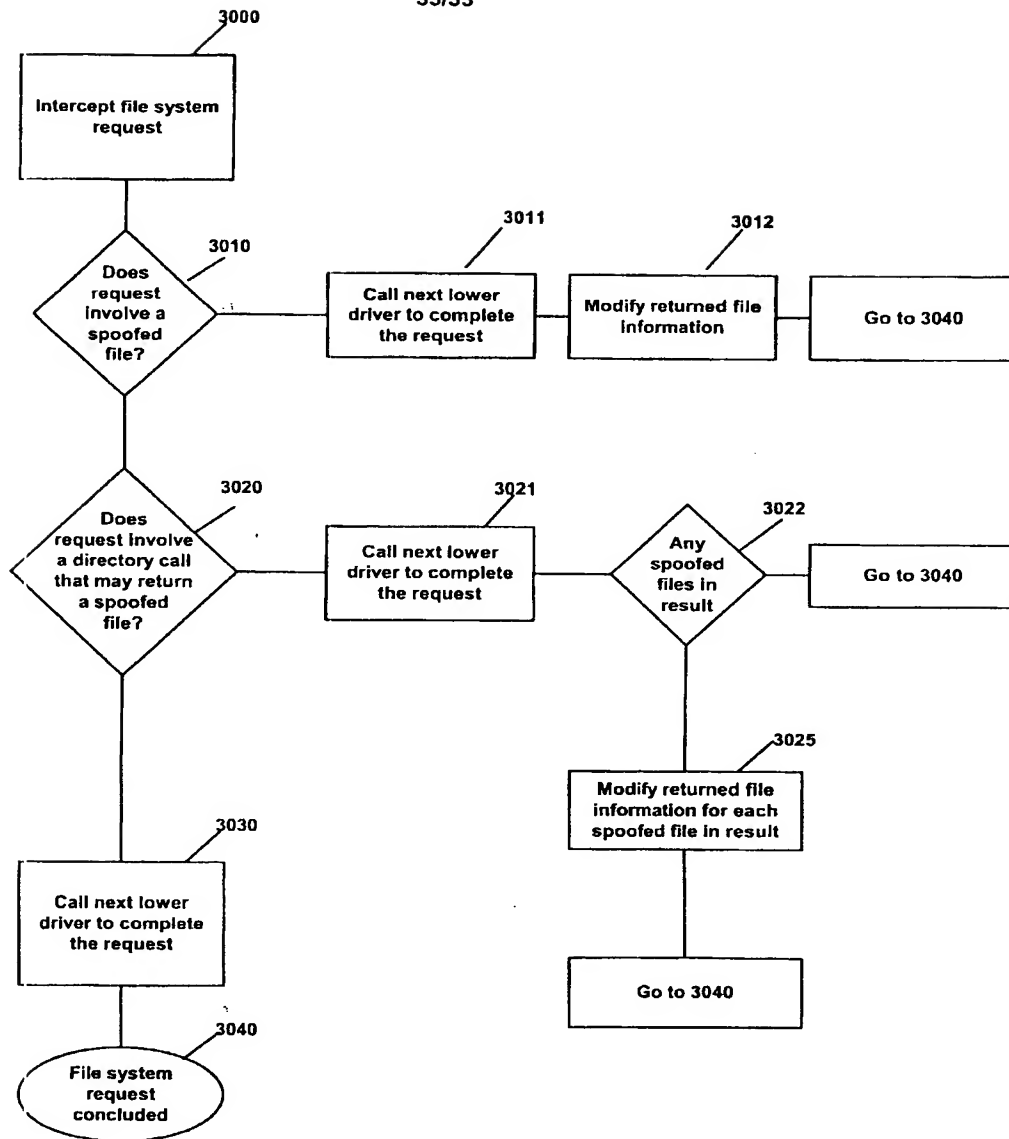 3000
Intercept file system
request
3010
Does
request
involve a
spoofed
file?
3011
Call next lower
driver to complete
the request
3012
Modify returned file
information
Go to 3040
3020
Does
request involve
a directory call
that may return
a spoofed
file?
3021
Call next lower
driver to complete
the request
3022
Any
spoofed
files in
result
Go to 3040
3025
Modify returned file
information for each
spoofed file in result
Go to 3040
3030
Call next lower
driver to complete
the request
3040
File system
request
concluded